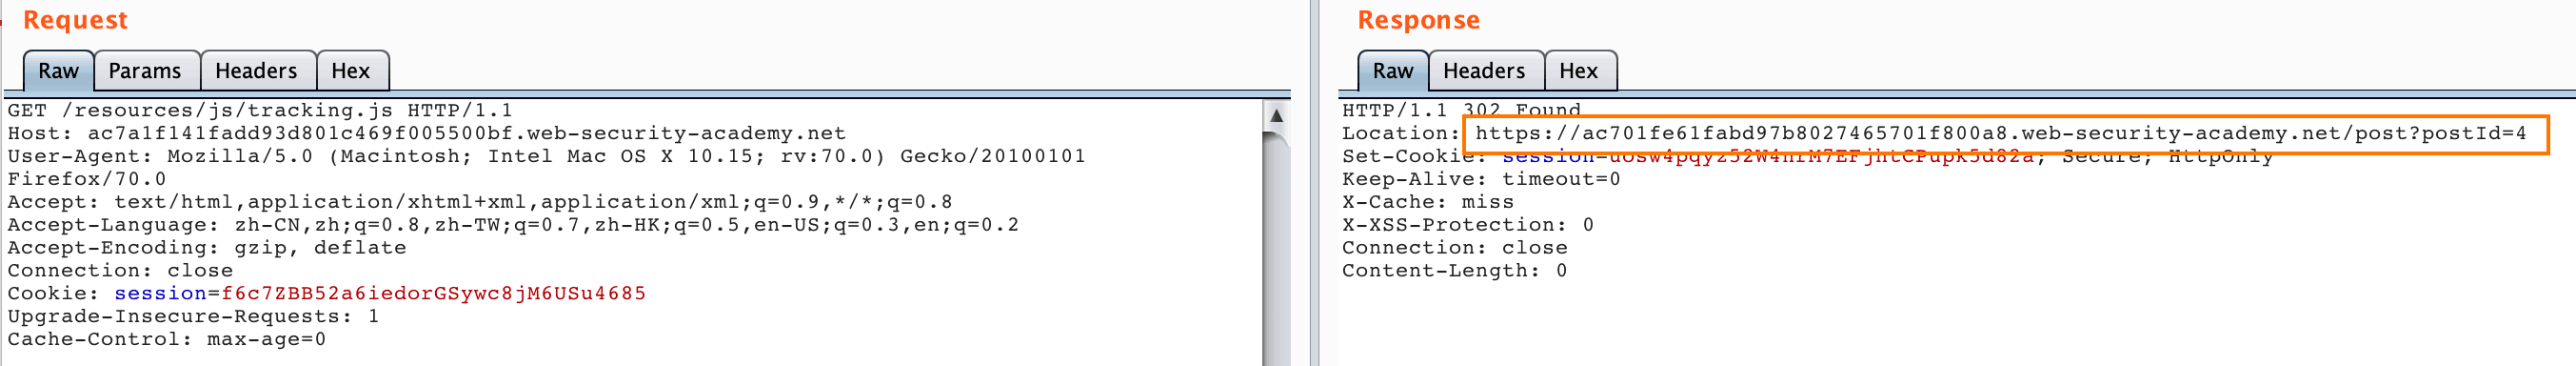 Request
Raw Params Headers Hex
GET /resources/js/tracking.js HTTP/1.1
Host: ac7a1f141fadd93d801c469f005500bf.web-security-academy.net
User-Agent: Mozilla/5.0 (Macintosh; Intel Mac OS X 10.15; rv:70.0) Gecko/20100101
Firefox/70.0
Accept: text/html,application/xhtml+xml,application/xml;q=0.9,*/*;q=0.8
Accept-Language: zh-CN,zh;q=0.8,zh-TW;q=0.7,zh-HK;q=0.5,en-US;q=0.3,en;q=0.2
Accept-Encoding: gzip, deflate
Connection: close
Cookie: session=f6c7ZBB52a6iedorGSywc8jM6USu4685
Upgrade-Insecure-Requests: 1
Cache-Control: max-age=0
Response
Raw Headers Hex
HTTP/1.1 302 Found
Location: https://ac701fe61fabd97b8027465701f800a8.web-security-academy.net/post?postId=4
Set-Cookie: session=uosw4pqyz52W4nrM7EFjhtCPupk5d82a; Secure; HttpOnly
Keep-Alive: timeout=0
X-Cache: miss
X-XSS-Protection: 0
Connection: close
Content-Length: 0